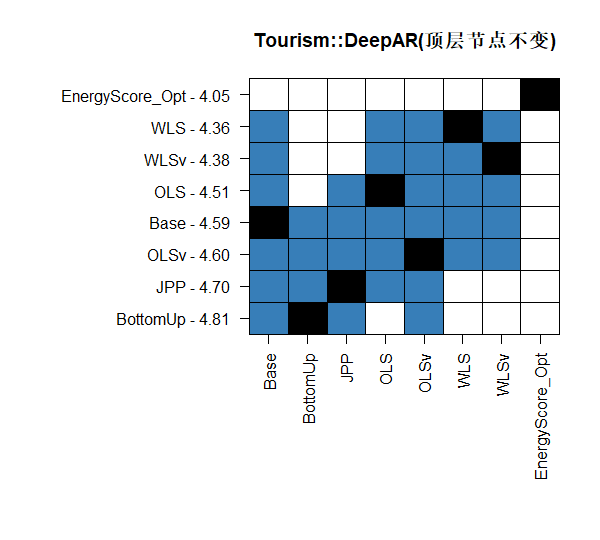 Tourism::DeepAR(顶层节点不变)
EnergyScore_Opt - 4.05
WLS - 4.36
WLSv - 4.38
OLS - 4.51
Base - 4.59
OLSv - 4.60
JPP - 4.70
BottomUp - 4.81
Base
BottomUp
JPP
OLS
OLSv
WLS
WLSv
EnergyScore_Opt